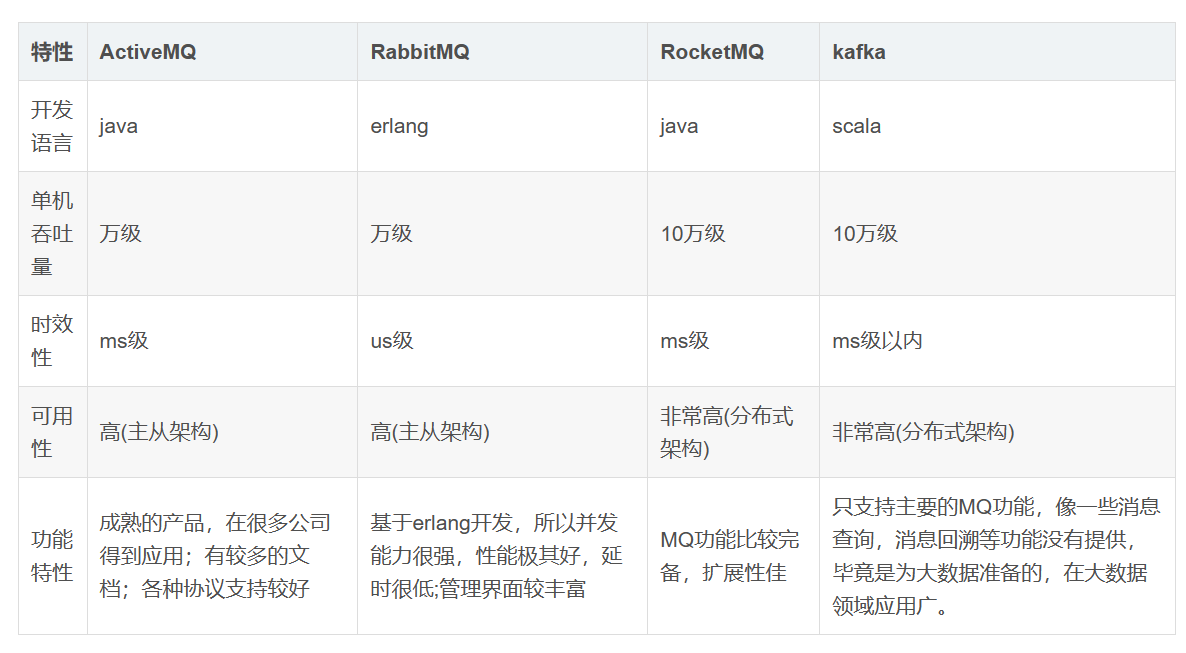 特性 ActiveMQ RabbitMQ RocketMQ kafka
开发
语言
java
erlang
java
scala
单机
吞吐
量
万级
万级
10万级
10万级
时效
性
ms级
us级
ms级
ms级以内
可用
性
高(主从架构)
高(主从架构)
非常高(分布式
架构)
非常高(分布式架构)
功能
特性
成熟的产品，在很多公司
得到应用；有较多的文
档；各种协议支持较好
基于erlang开发，所以并发
能力很强，性能极其好，延
时很低;管理界面较丰富
MQ功能比较完
备，扩展性佳
只支持主要的MQ功能，像一些消息
查询，消息回溯等功能没有提供，
毕竟是为大数据准备的，在大数据
领域应用广。